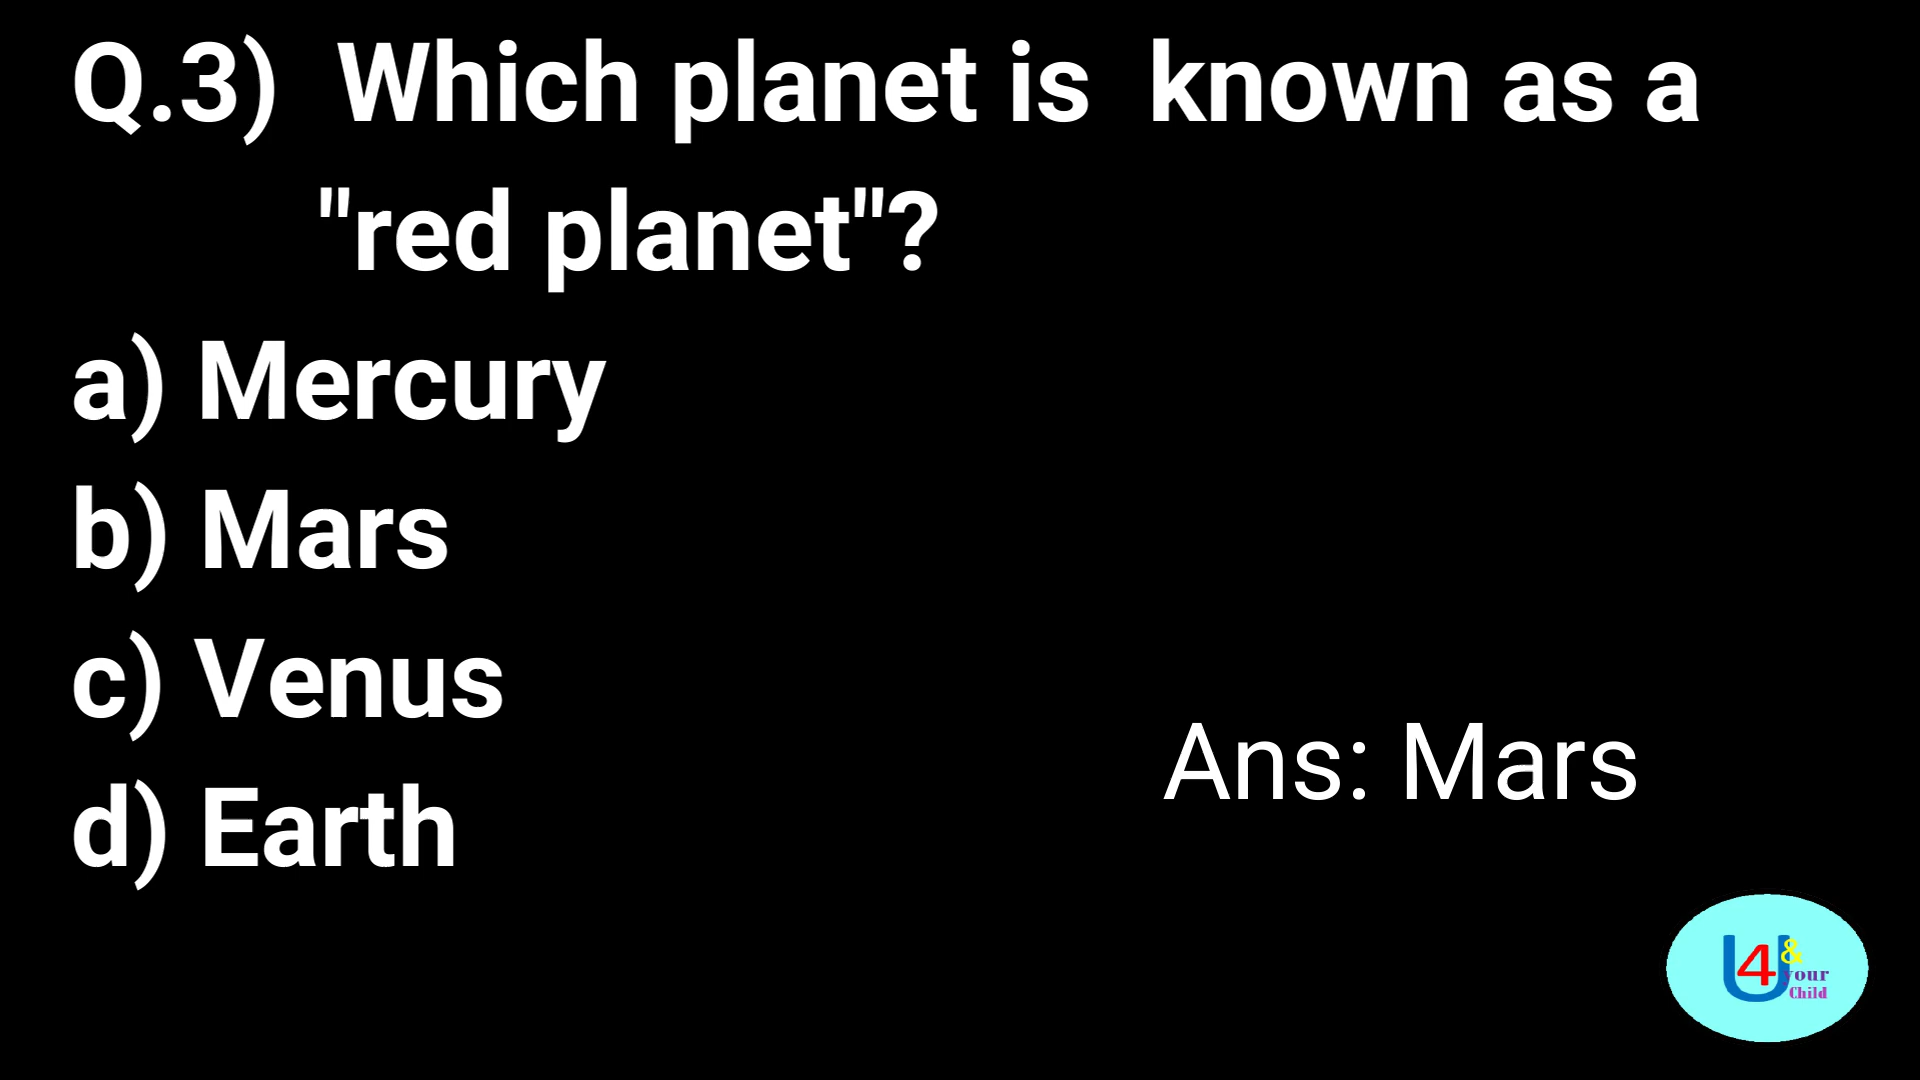 Q.3) Which planet is known as a
"red planet"?
a) Mercury
b) Mars
c) Venus
d) Earth
Ans: Mars
U4 &
your
Child